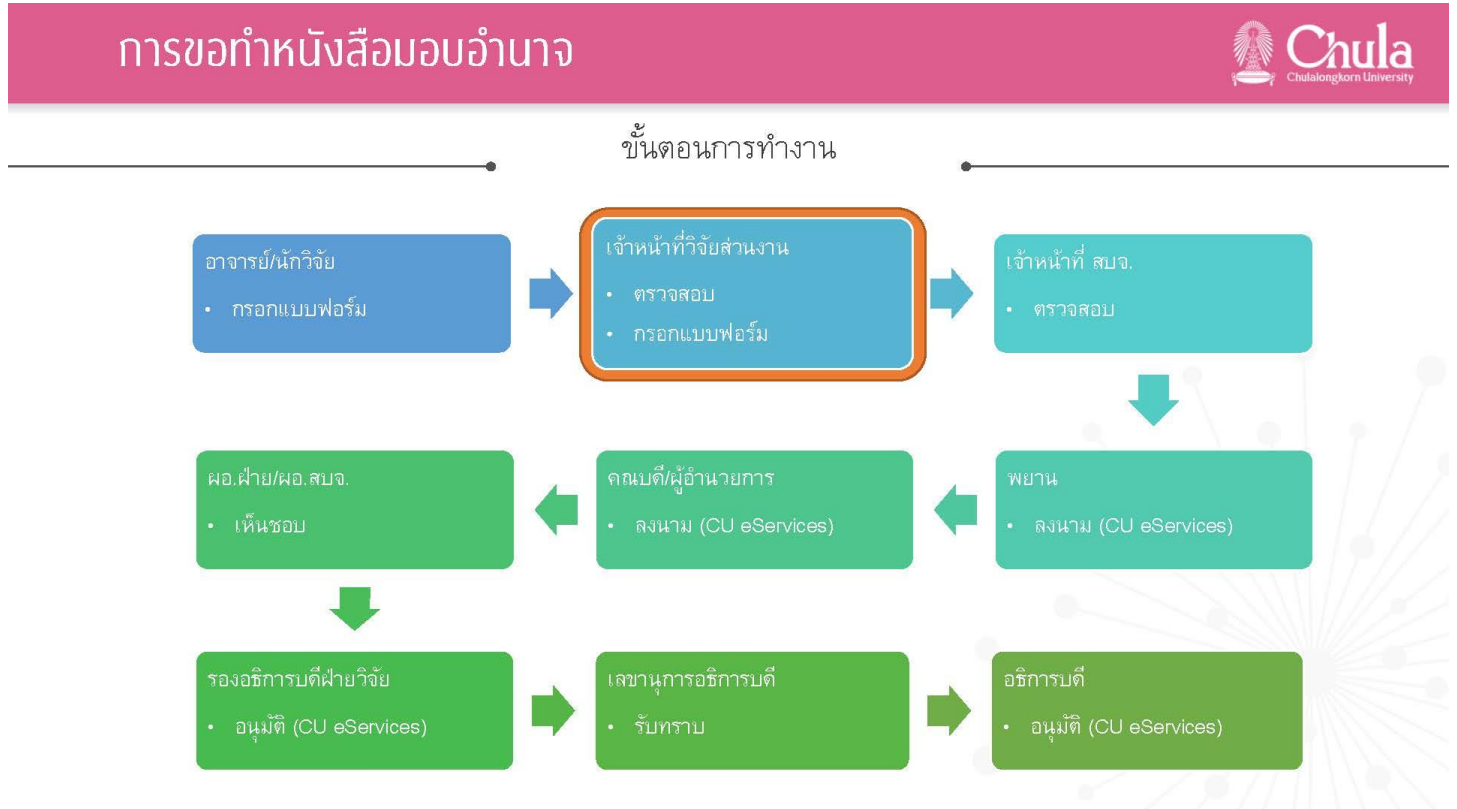 การขอทำหนังสือมอบอำนาจ
Chula
Chulalongkorn University
ขั้นตอนการทำงาน
อาจารย์/นักวิจัย
• กรอกแบบฟอร์ม
เจ้าหน้าที่วิจัยส่วนงาน
• ตรวจสอบ
• กรอกแบบฟอร์ม
เจ้าหน้าที่ สบจ.
• ตรวจสอบ
พยาน
• ลงนาม (CU eServices)
คณบดี/ผู้อำนวยการ
• ลงนาม (CU eServices)
ผอ.ฝ่าย/ผอ.สบจ.
• เห็นชอบ
รองอธิการบดีฝ่ายวิจัย
• อนุมัติ (CU eServices)
เลขานุการอธิการบดี
• รับทราบ
อธิการบดี
• อนุมัติ (CU eServices)